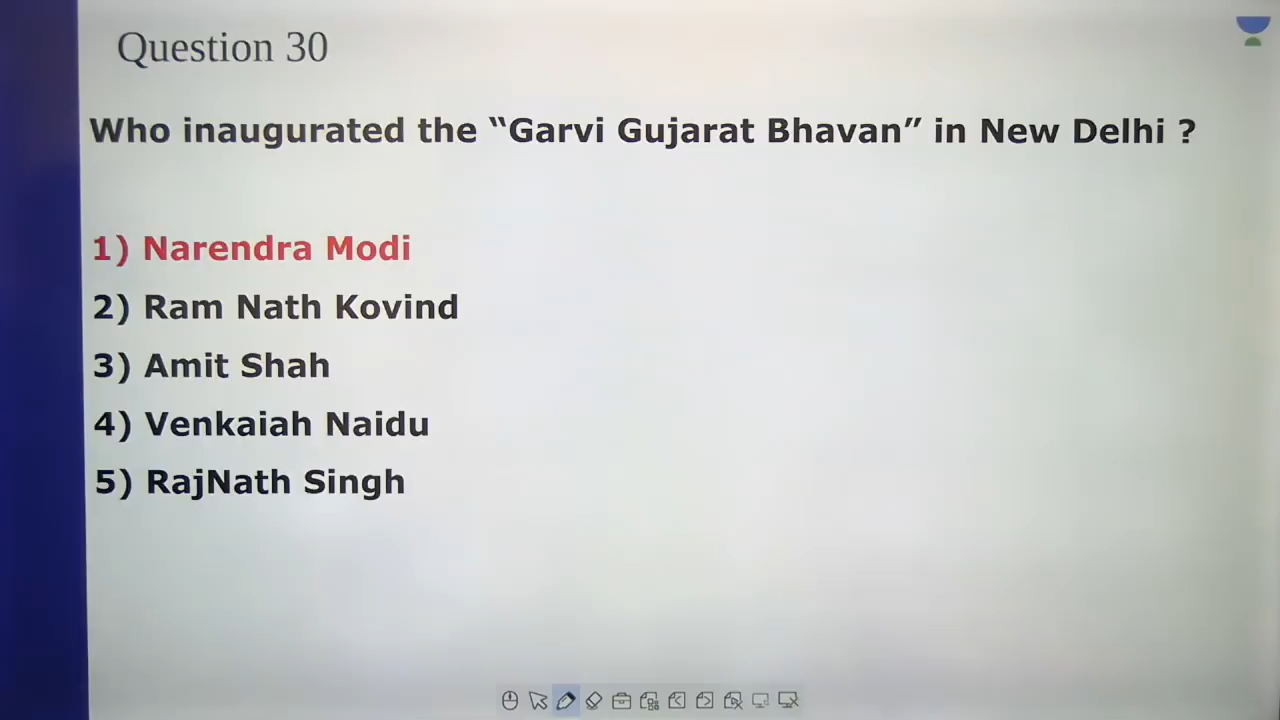 Question 30
Who inaugurated the “Garvi Gujarat Bhavan” in New Delhi ?
1) Narendra Modi
2) Ram Nath Kovind
3) Amit Shah
4) Venkaiah Naidu
5) RajNath Singh